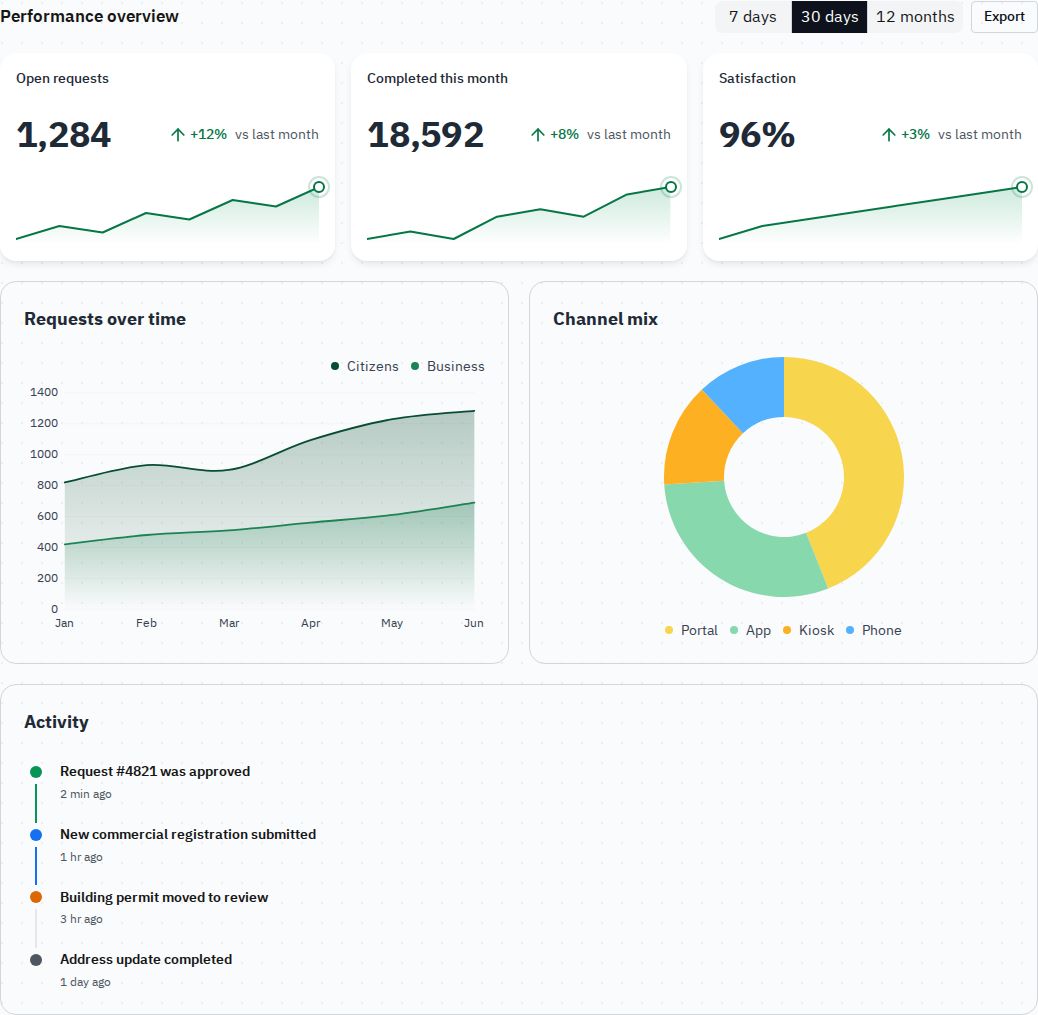 Performance overview
7 days
30 days
12 months
Export
Open requests
1,284
+12% vs last month
Completed this month
18,592
+8% vs last month
Satisfaction
96%
+3% vs last month
Requests over time
Citizens
Business
1400
1200
1000
800
600
400
200
0
Jan
Feb
Mar
Apr
May
Jun
Channel mix
Portal
App
Kiosk
Phone
Activity
Request #4821 was approved
2 min ago
New commercial registration submitted
1 hr ago
Building permit moved to review
3 hr ago
Address update completed
1 day ago